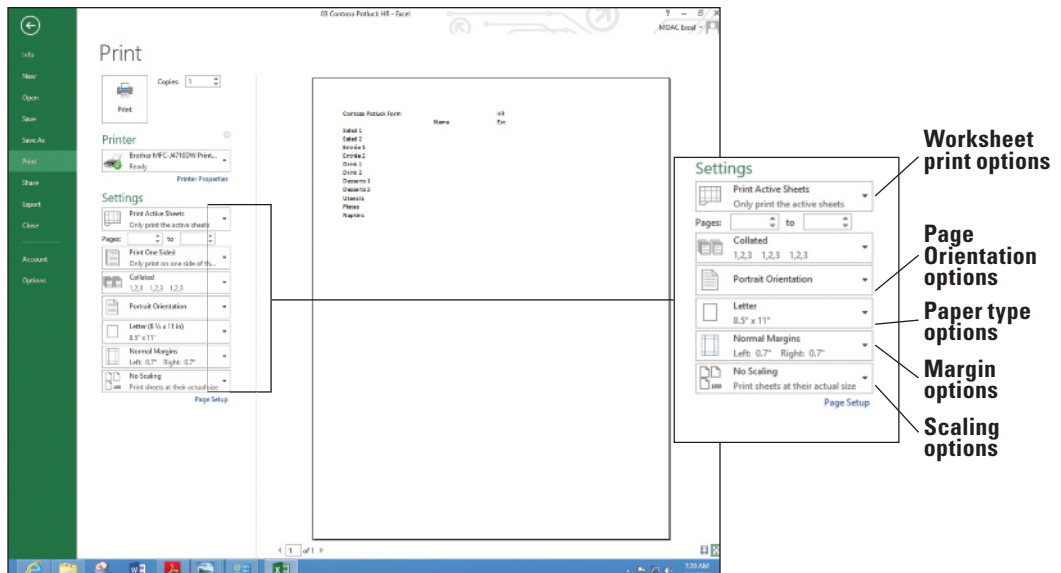 03 Contoso Potluck HR - Excel
MOAC Excel
Info
New
Open
Save
Save As
Print
Share
Export
Close
Account
Options
Print
Print
Copies: 1
Printer
Brother MFC-J4710DW Print...
Ready
Printer Properties
Settings
Print Active Sheets
Only print the active sheets
Pages: to
Print One Sided
Only print on one side of th...
Collated
1,2,3 1,2,3 1,2,3
Portrait Orientation
Letter (8 ½ x 11 in)
8.5" x 11"
Normal Margins
Left: 0.7" Right: 0.7"
No Scaling
Print sheets at their actual size
Page Setup
Contoso Potluck Form HR
Name Ext
Salad 1
Salad 2
Entrée 1
Entrée 2
Drink 1
Drink 2
Desserts 1
Desserts 2
Utensils
Plates
Napkins
1 of 1
7:20 AM
Settings
Print Active Sheets
Only print the active sheets
Pages: to
Collated
1,2,3 1,2,3 1,2,3
Portrait Orientation
Letter
8.5" x 11"
Normal Margins
Left: 0.7" Right: 0.7"
No Scaling
Print sheets at their actual size
Page Setup
Worksheet
print options
Page
Orientation
options
Paper type
options
Margin
options
Scaling
options